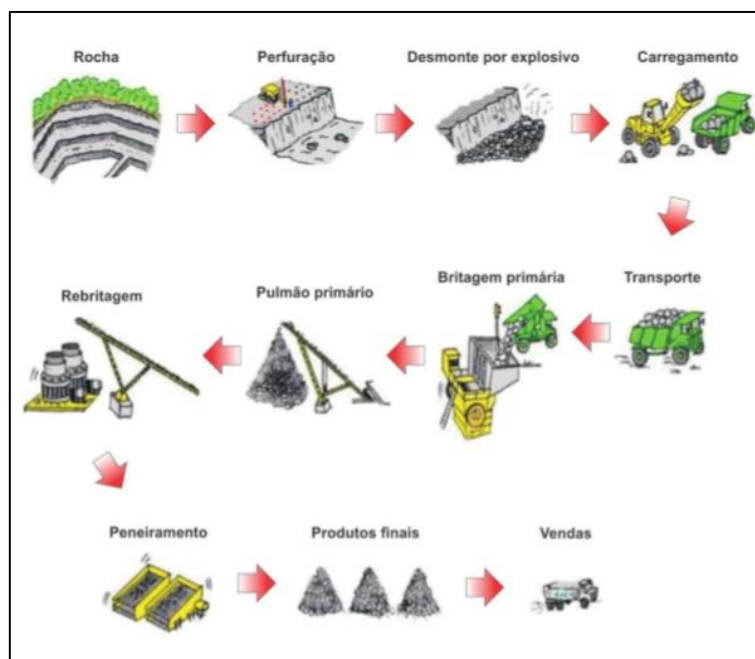 Rocha
Perfuração
Desmonte por explosivo
Carregamento
Transporte
Britagem primária
Pulmão primário
Rebritagem
Peneiramento
Produtos finais
Vendas